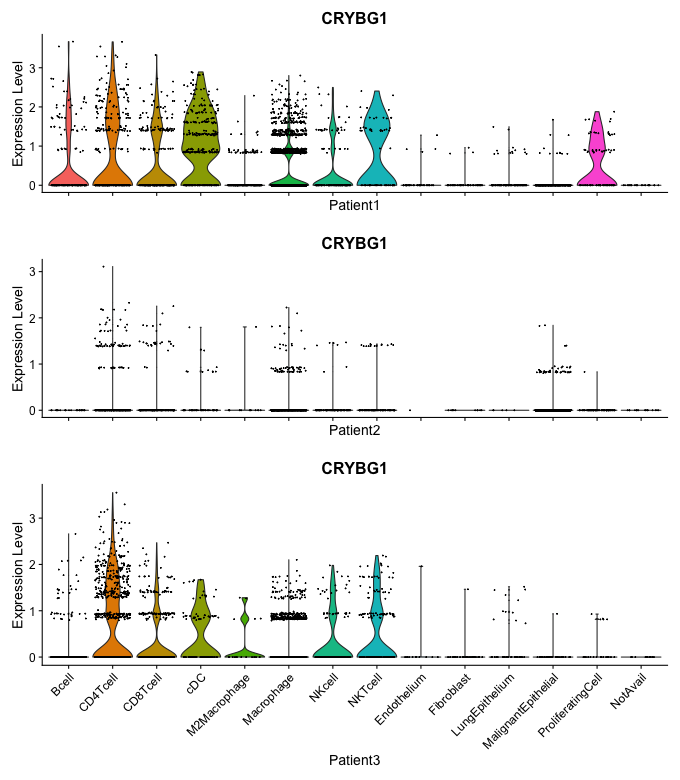 CRYBG1
Expression Level
3
2
1
0
Patient1
CRYBG1
Expression Level
3
2
1
0
Patient2
CRYBG1
Expression Level
3
2
1
0
Bcell
CD4Tcell
CD8Tcell
cDC
M2Macrophage
Macrophage
NKcell
NKTcell
Endothelium
Fibroblast
LungEpithelium
MalignantEpithelial
ProliferatingCell
NotAvail
Patient3